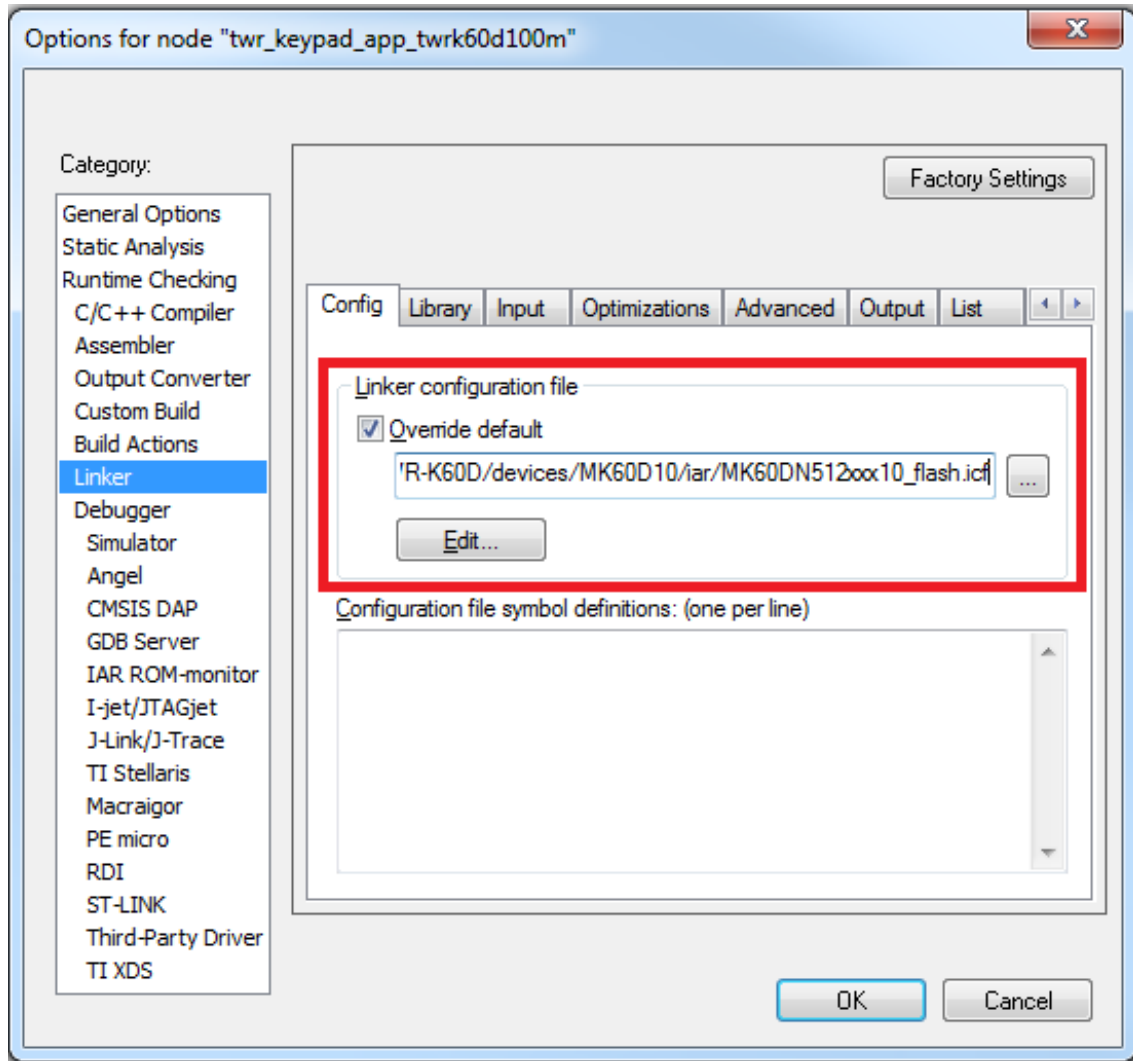 Options for node "twr_keypad_app_twrk60d100m"
Category:
Factory Settings
General Options
Static Analysis
Runtime Checking
C/C++ Compiler
Assembler
Output Converter
Custom Build
Build Actions
Linker
Debugger
Simulator
Angel
CMSIS DAP
GDB Server
IAR ROM-monitor
I-jet/JTAGjet
J-Link/J-Trace
TI Stellaris
Macraigor
PE micro
RDI
ST-LINK
Third-Party Driver
TI XDS
Config Library Input Optimizations Advanced Output List
Linker configuration file
Override default
'R-K60D/devices/MK60D10/iar/MK60DN512xxx10_flash.icf
...
Edit...
Configuration file symbol definitions: (one per line)
OK Cancel